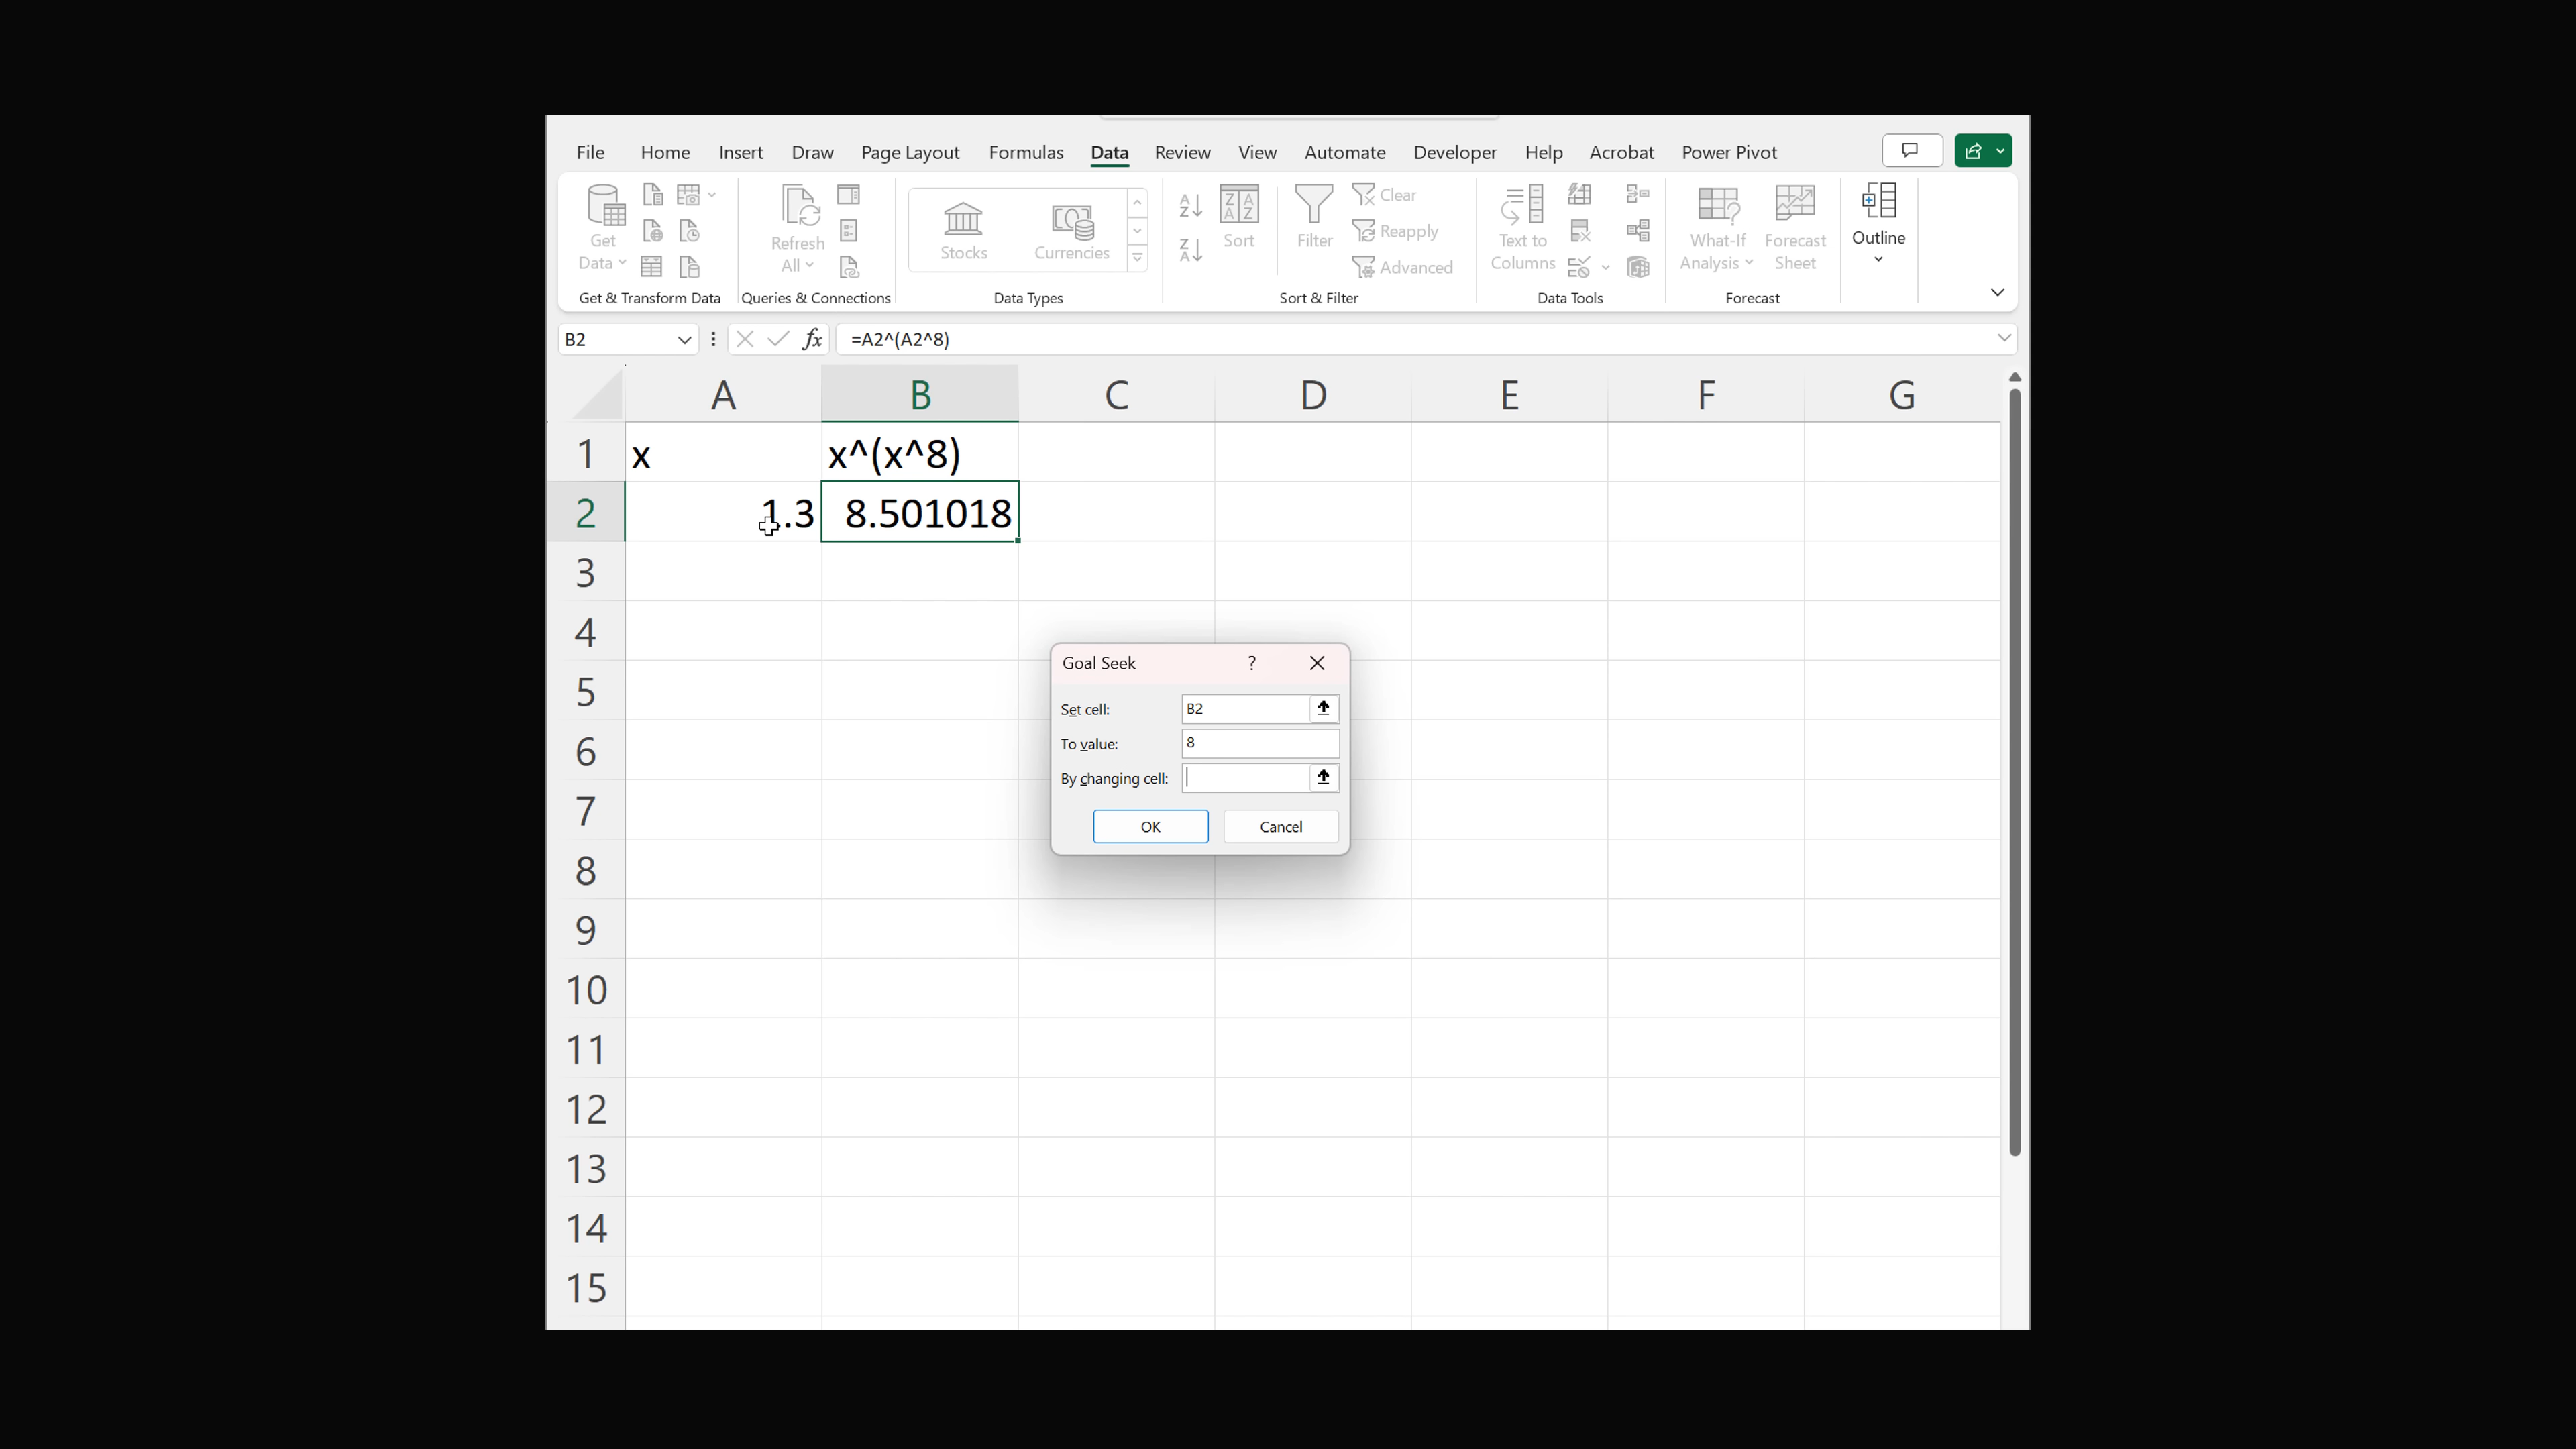 File Home Insert Draw Page Layout Formulas Data Review View Automate Developer Help Acrobat Power Pivot
Get Data
Refresh All
Stocks Currencies
Sort
Filter
Clear
Reapply
Advanced
Text to Columns
What-If Analysis
Forecast Sheet
Outline
Get & Transform Data Queries & Connections Data Types Sort & Filter Data Tools Forecast
B2 fx =A2^(A2^8)
A B C D E F G
1 x x^(x^8)
2 1.3 8.501018
3
4
5
6
7
8
9
10
11
12
13
14
15
Goal Seek ?
Set cell: B2
To value: 8
By changing cell:
OK Cancel